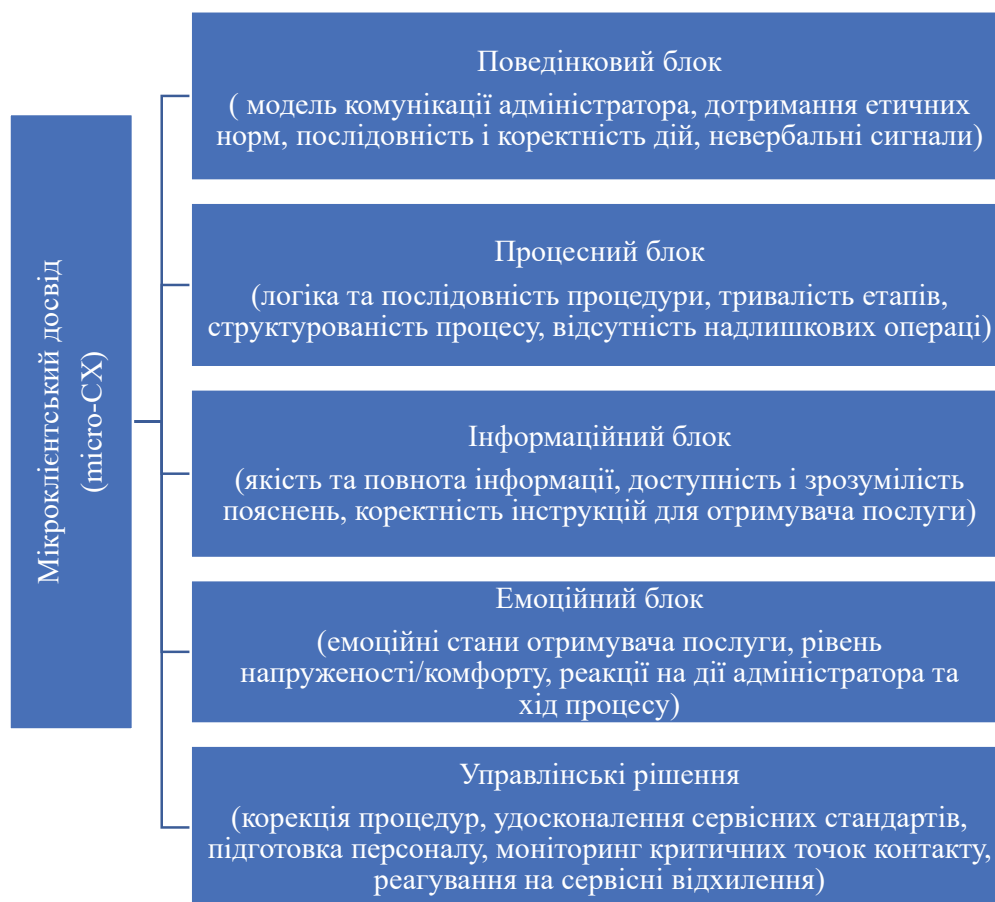 Мікроклієнтський досвід
(micro-CX)
Поведінковий блок
( модель комунікації адміністратора, дотримання етичних
норм, послідовність і коректність дій, невербальні сигнали)
Процесний блок
(логіка та послідовність процедури, тривалість етапів,
структурованість процесу, відсутність надлишкових операці)
Інформаційний блок
(якість та повнота інформації, доступність і зрозумілість
пояснень, коректність інструкцій для отримувача послуги)
Емоційний блок
(емоційні стани отримувача послуги, рівень
напруженості/комфорту, реакції на дії адміністратора та
хід процесу)
Управлінські рішення
(корекція процедур, удосконалення сервісних стандартів,
підготовка персоналу, моніторинг критичних точок контакту,
реагування на сервісні відхилення)